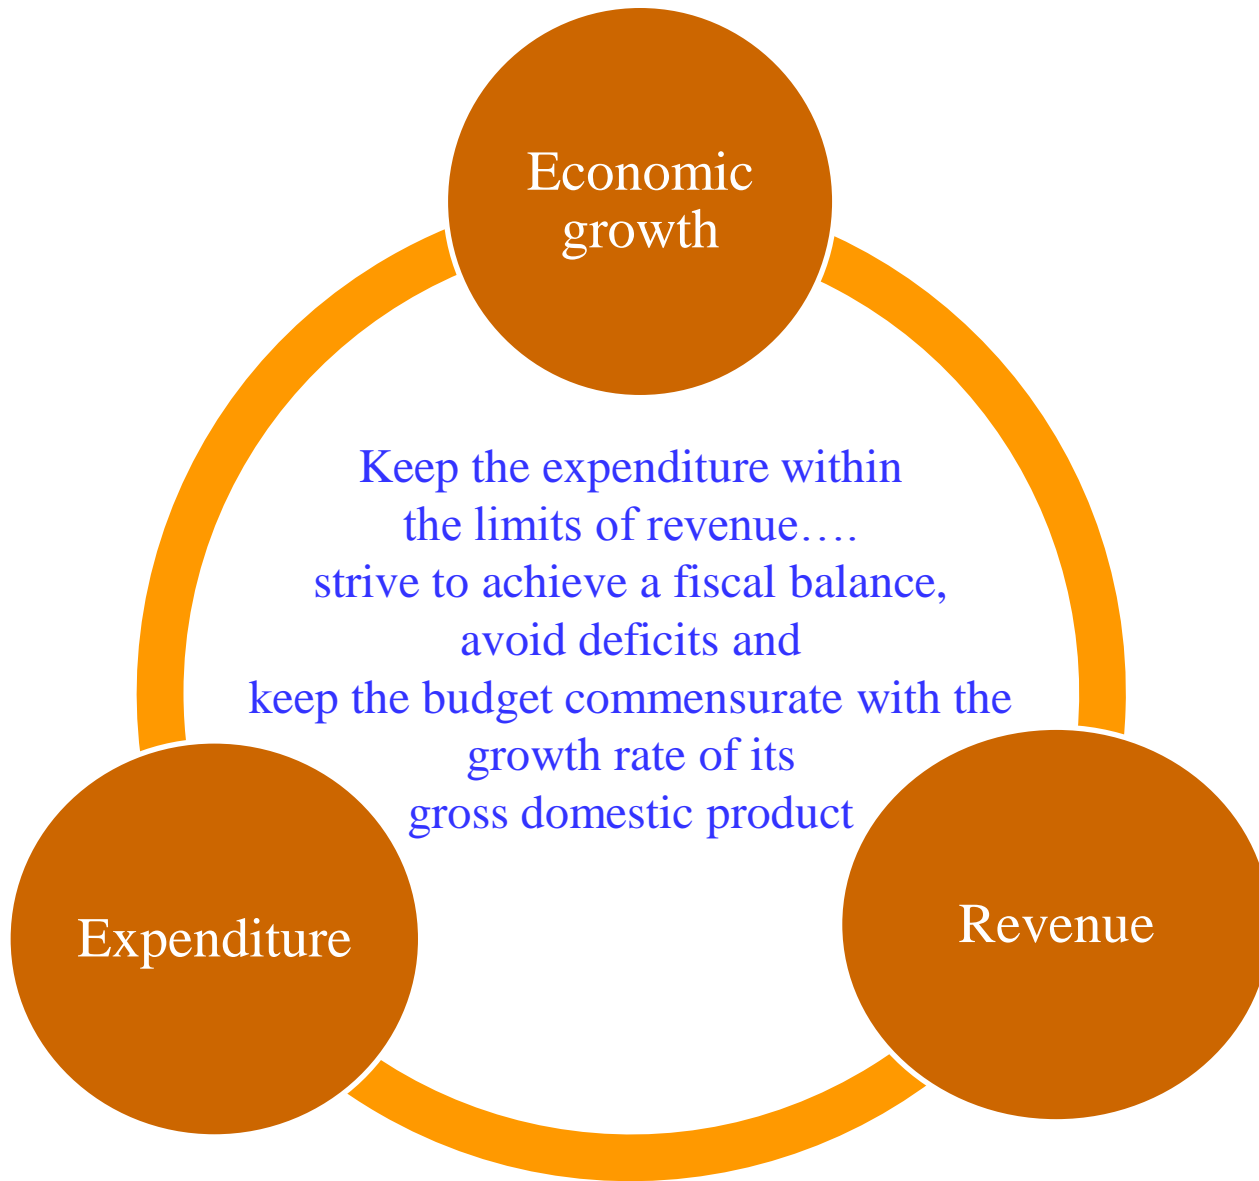 Economic
growth
Keep the expenditure within
the limits of revenue….
strive to achieve a fiscal balance,
avoid deficits and
keep the budget commensurate with the
growth rate of its
gross domestic product
Expenditure
Revenue